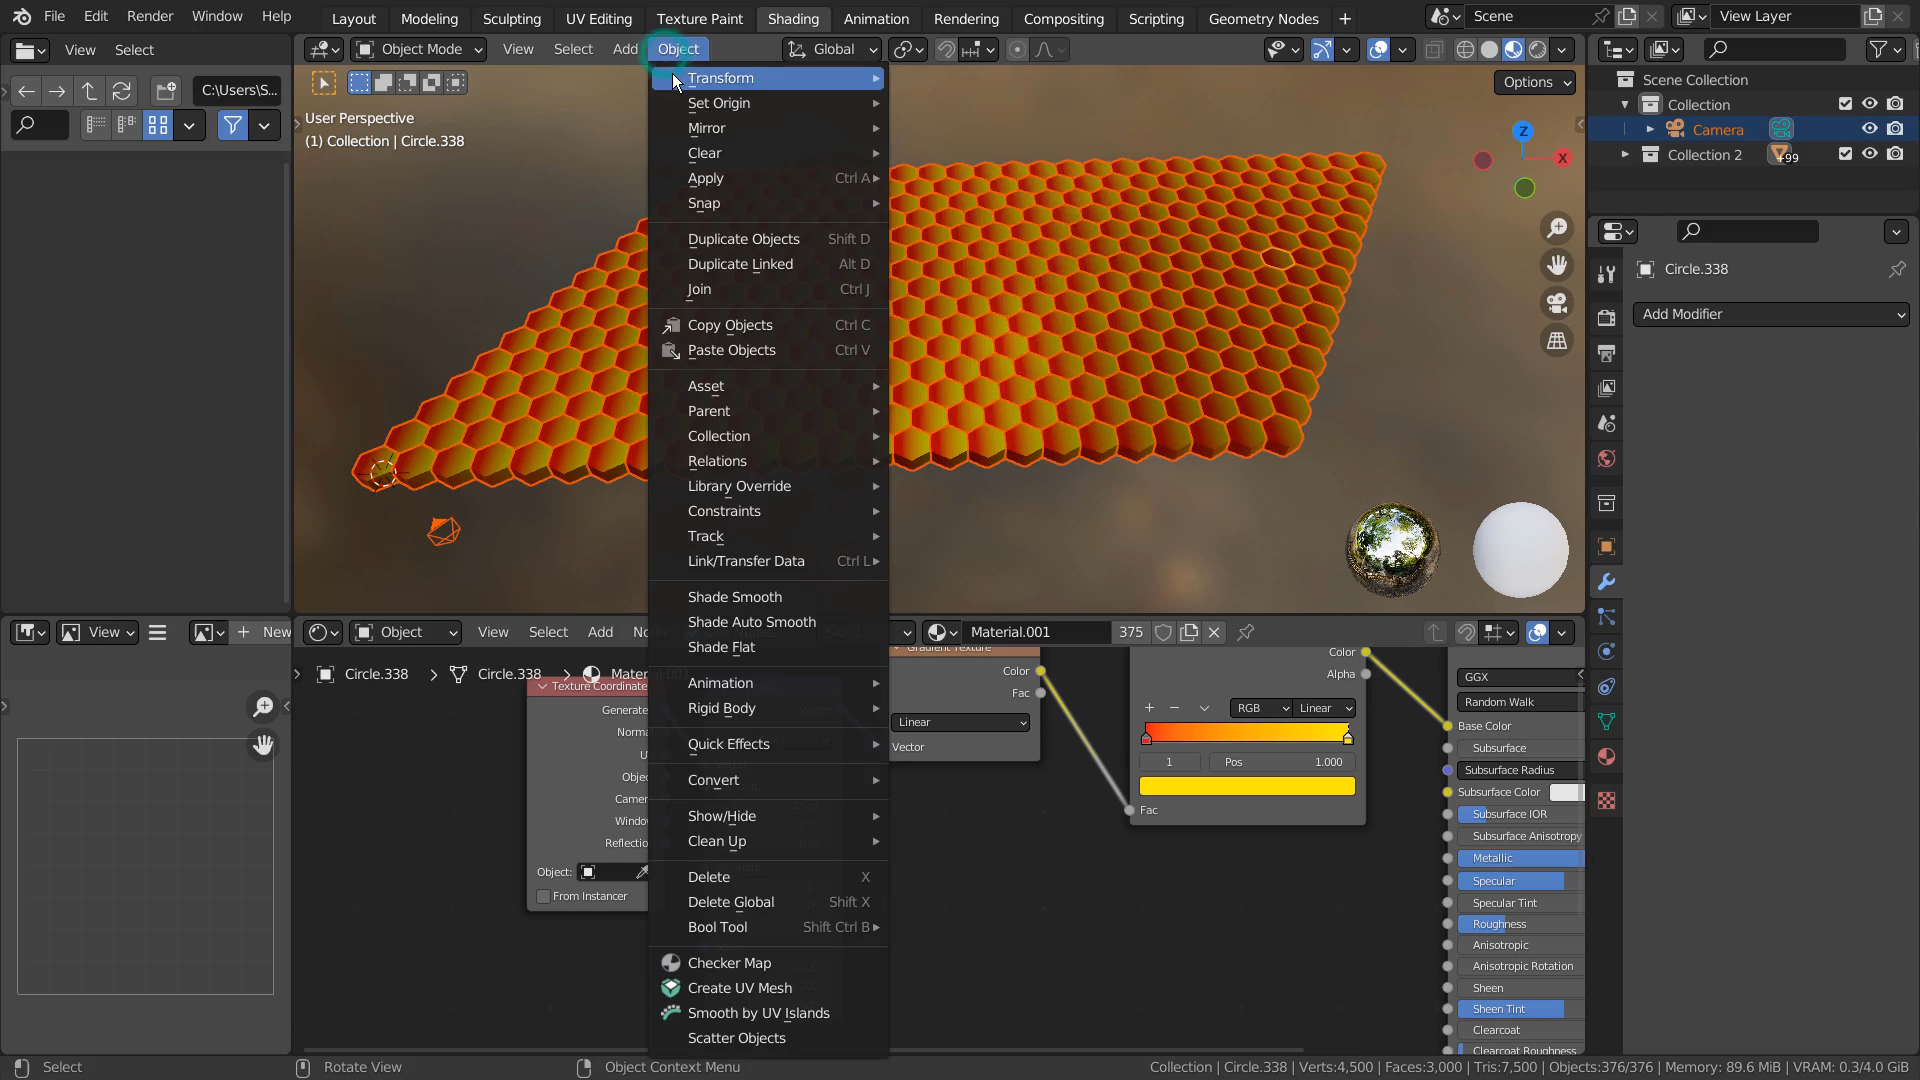 File Edit Render Window Help Layout Modeling Sculpting UV Editing Texture Paint Shading Animation Rendering Compositing Scripting Geometry Nodes Scene View Layer
View Select Object Mode View Select Add Object Global
C:\Users\S... Options
User Perspective
(1) Collection | Circle.338
Z
X
Transform
Set Origin
Mirror
Clear
Apply Ctrl A
Snap
Duplicate Objects Shift D
Duplicate Linked Alt D
Join Ctrl J
Copy Objects Ctrl C
Paste Objects Ctrl V
Asset
Parent
Collection
Relations
Library Override
Constraints
Track
Link/Transfer Data Ctrl L
Shade Smooth
Shade Auto Smooth
Shade Flat
Animation
Rigid Body
Quick Effects
Convert
Show/Hide
Clean Up
Delete X
Delete Global Shift X
Bool Tool Shift Ctrl B
Checker Map
Create UV Mesh
Smooth by UV Islands
Scatter Objects
Scene Collection
Collection
Camera
Collection 2 +99
Circle.338
Add Modifier
View New
Object View Select Add No Material.001 375
Circle.338 Circle.338 Mater
Texture Coordinate
Generate
Norma
U
Objec
Camer
Windo
Reflectio
Object:
From Instancer
Gradient Texture
Color
Fac
Linear
Vector
Color
Alpha
RGB Linear
1 Pos 1.000
Fac
GGX
Random Walk
Base Color
Subsurface
Subsurface Radius
Subsurface Color
Subsurface IOR
Subsurface Anisotropy
Metallic
Specular
Specular Tint
Roughness
Anisotropic
Anisotropic Rotation
Sheen
Sheen Tint
Clearcoat
Clearcoat Roughness
Select Rotate View Object Context Menu Collection | Circle.338 | Verts:4,500 | Faces:3,000 | Tris:7,500 | Objects:376/376 | Memory: 89.6 MiB | VRAM: 0.3/4.0 GiB